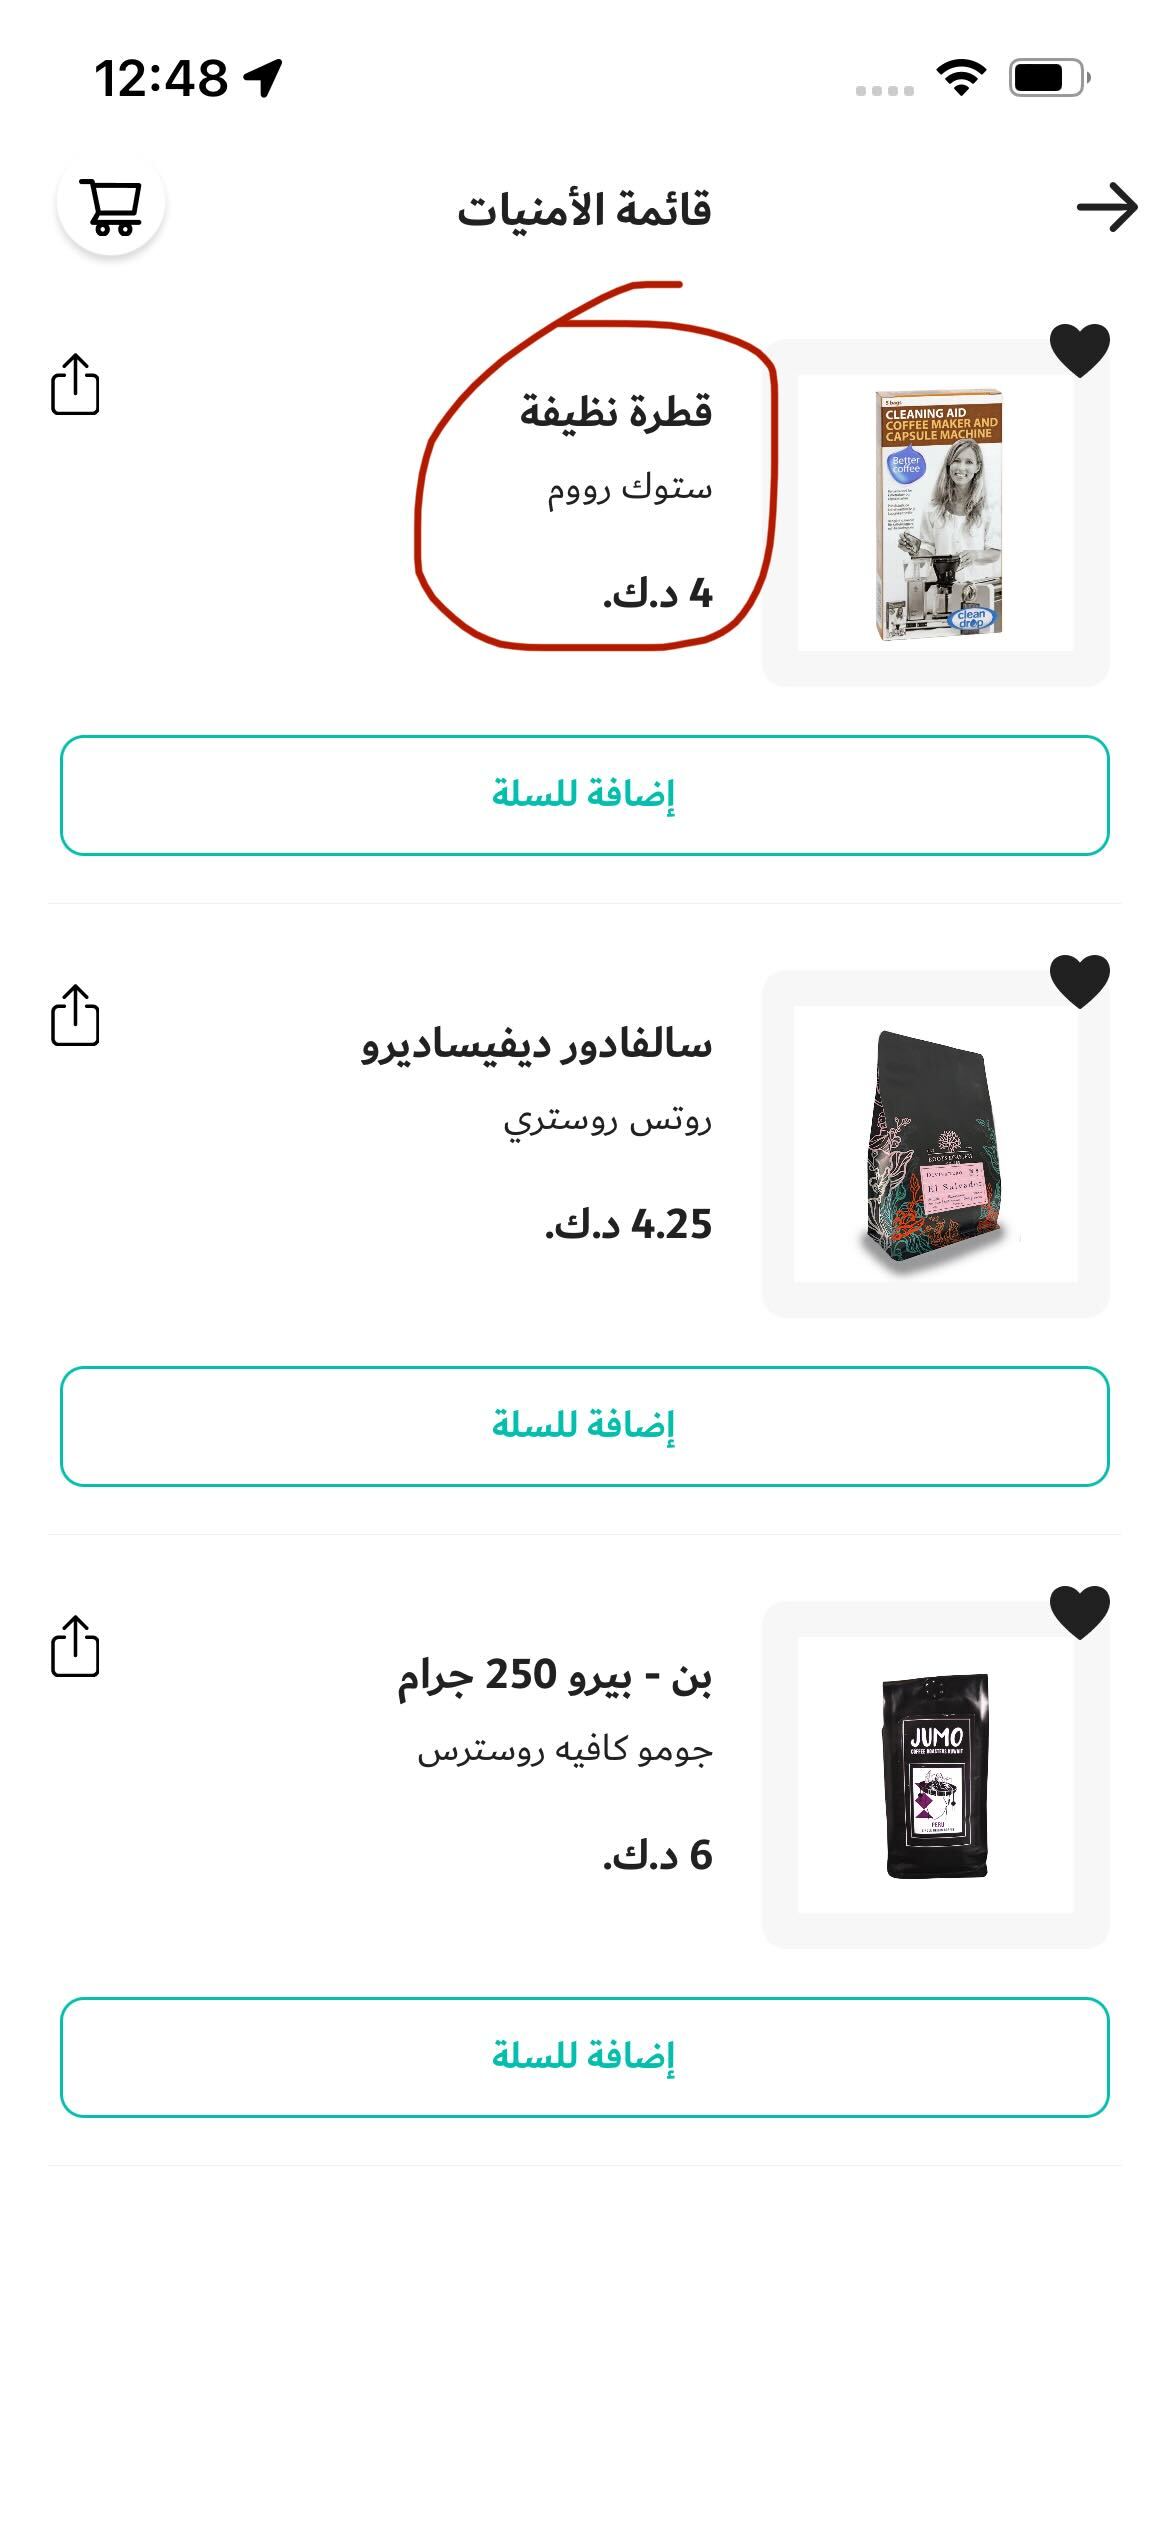 12:48
قائمة الأمنيات
قطرة نظيفة
ستوك رووم
4 د.ك.
5 bags
CLEANING AID
COFFEE MAKER AND
CAPSULE MACHINE
Better
coffee
clean
drop
إضافة للسلة
سالفادور ديفيساديرو
روتس روستري
4.25 د.ك.
El Salvador
إضافة للسلة
بن - بيرو 250 جرام
جومو كافيه روسترس
6 د.ك.
JUMO
COFFEE ROASTERS KUWAIT
PERU
إضافة للسلة